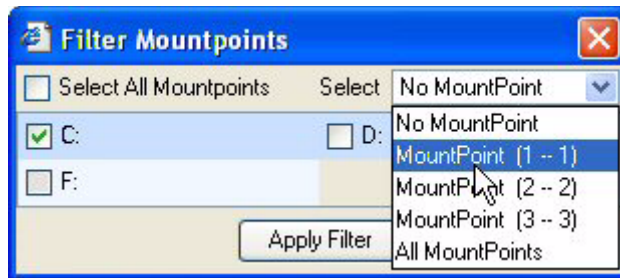 Filter Mountpoints
Select All Mountpoints Select No MountPoint
No MountPoint
C: D:
MountPoint (1 -- 1)
F:
MountPoint (2 -- 2)
MountPoint (3 -- 3)
Apply Filter
All MountPoints